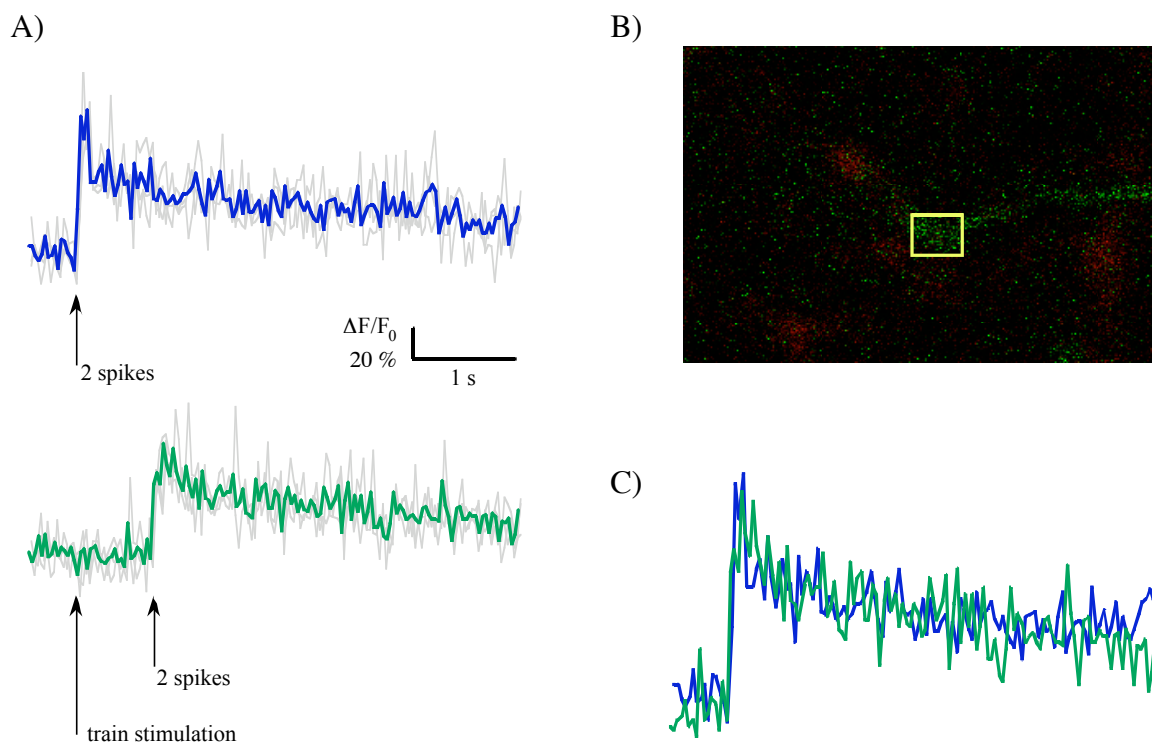 A)
B)
ΔF/F0
20 %
1 s
2 spikes
C)
2 spikes
train stimulation